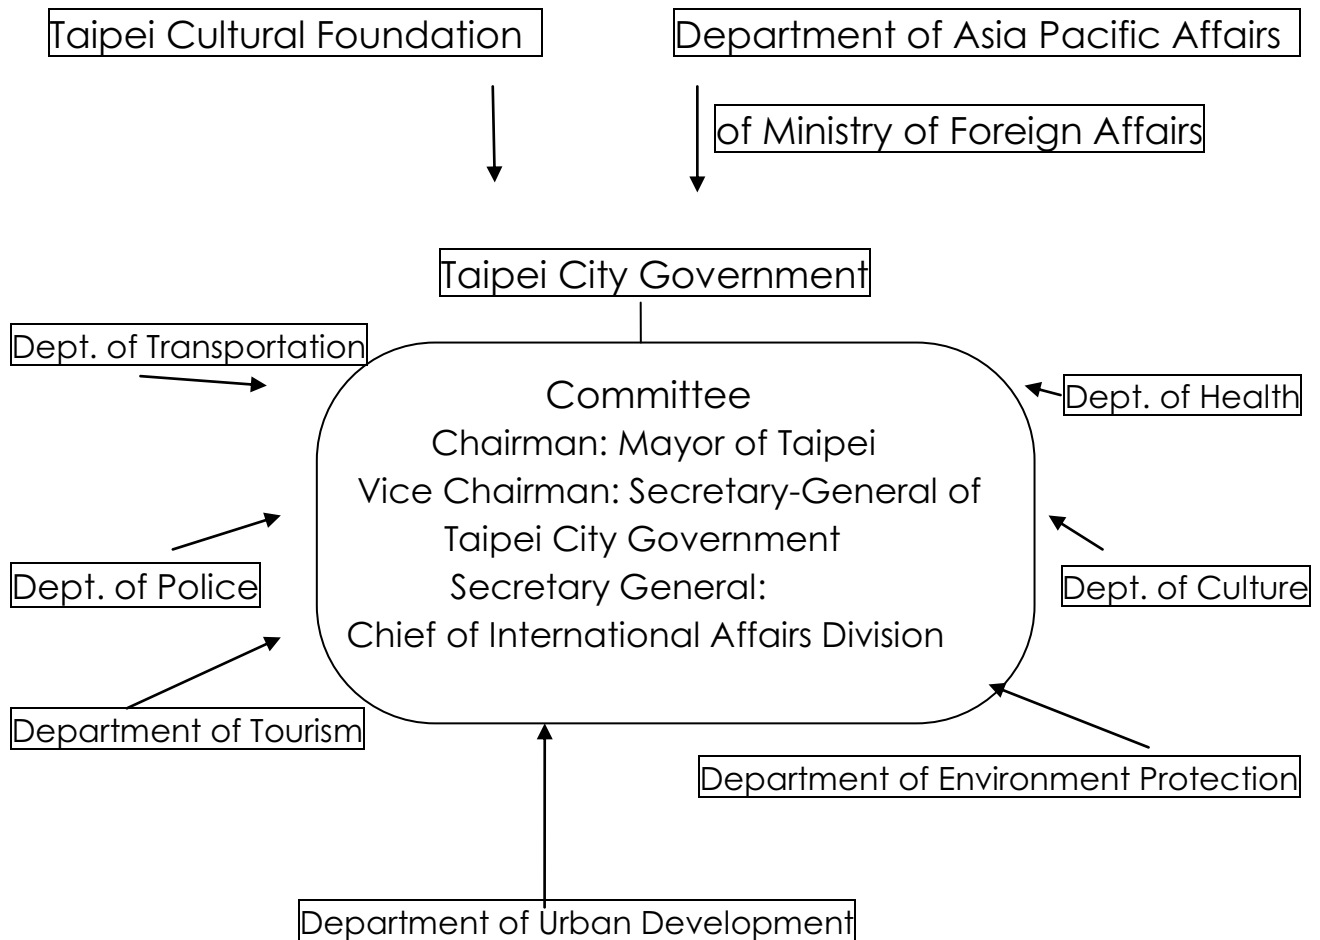 Taipei Cultural Foundation
Department of Asia Pacific Affairs
of Ministry of Foreign Affairs
Taipei City Government
Dept. of Transportation
Committee
Chairman: Mayor of Taipei
Vice Chairman: Secretary-General of
Taipei City Government
Secretary General:
Chief of International Affairs Division
Dept. of Health
Dept. of Police
Dept. of Culture
Department of Tourism
Department of Environment Protection
Department of Urban Development